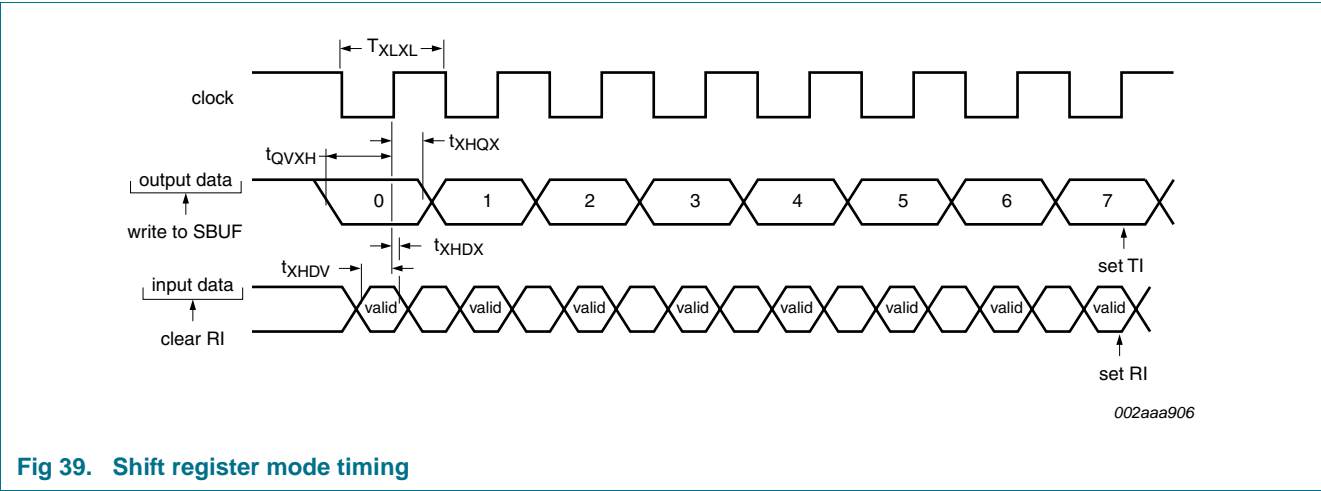 TXLXL
clock
tXHQX
tQVXH
output data
0 1 2 3 4 5 6 7
write to SBUF
tXHDX
set TI
tXHDV
input data
valid valid valid valid valid valid valid valid
clear RI
set RI
002aaa906
Fig 39. Shift register mode timing